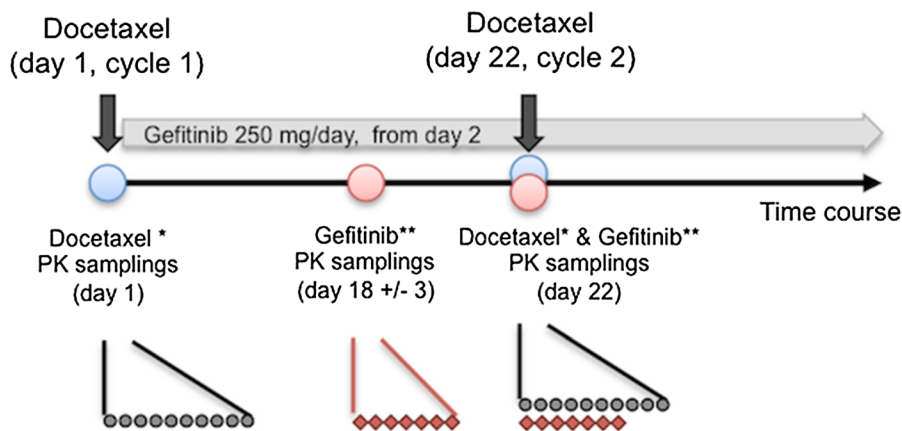 Docetaxel
(day 1, cycle 1)
Docetaxel
(day 22, cycle 2)
Gefitinib 250 mg/day, from day 2
Time course
Docetaxel *
PK samplings
(day 1)
Gefitinib**
PK samplings
(day 18 +/- 3)
Docetaxel* & Gefitinib**
PK samplings
(day 22)